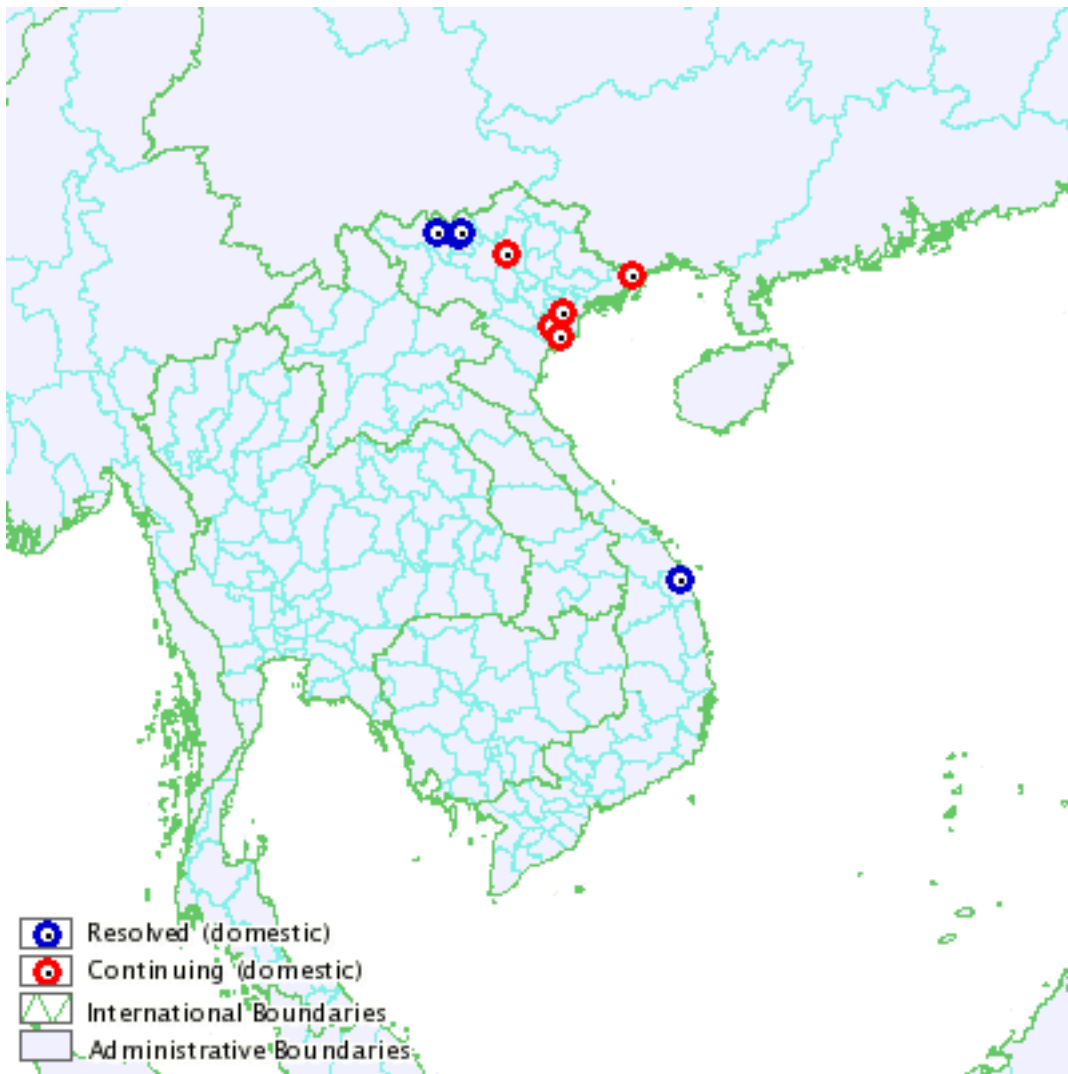 Resolved (domestic)
Continuing (domestic)
International Boundaries
Administrative Boundaries